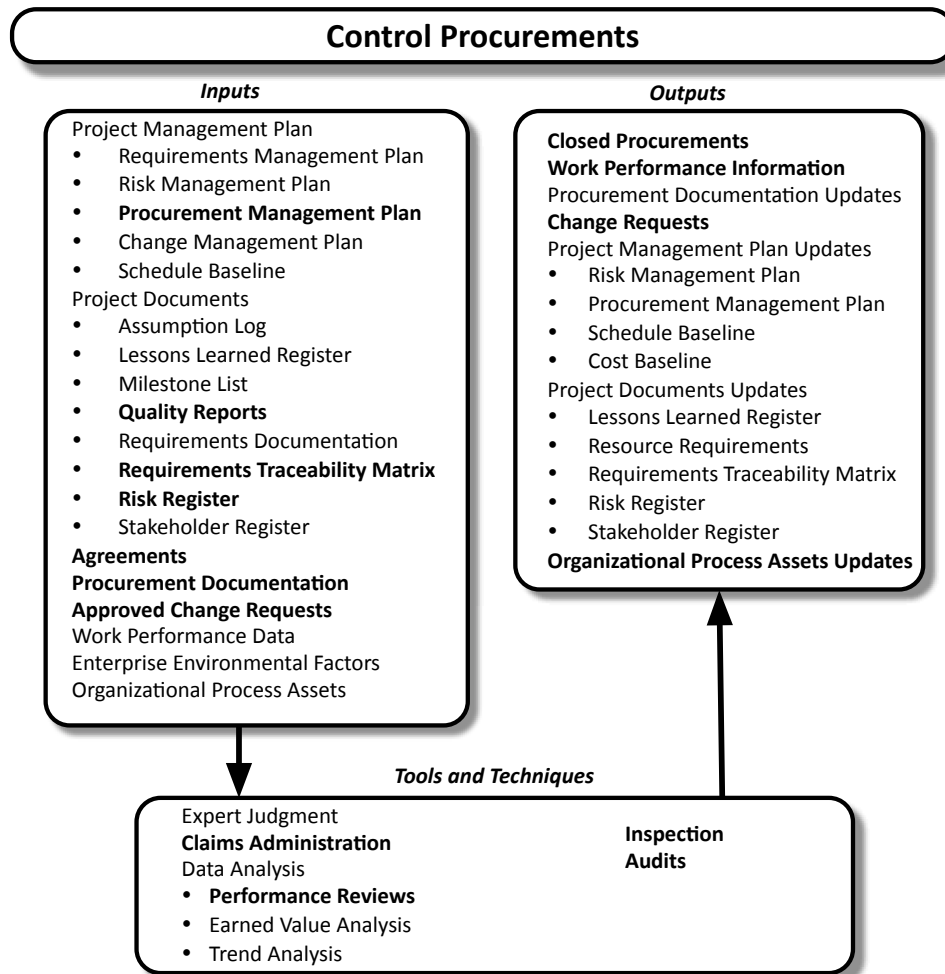 Control Procurements
Inputs
Project Management Plan
• Requirements Management Plan
• Risk Management Plan
• Procurement Management Plan
• Change Management Plan
• Schedule Baseline
Project Documents
• Assumption Log
• Lessons Learned Register
• Milestone List
• Quality Reports
• Requirements Documentation
• Requirements Traceability Matrix
• Risk Register
• Stakeholder Register
Agreements
Procurement Documentation
Approved Change Requests
Work Performance Data
Enterprise Environmental Factors
Organizational Process Assets
Outputs
Closed Procurements
Work Performance Information
Procurement Documentation Updates
Change Requests
Project Management Plan Updates
• Risk Management Plan
• Procurement Management Plan
• Schedule Baseline
• Cost Baseline
Project Documents Updates
• Lessons Learned Register
• Resource Requirements
• Requirements Traceability Matrix
• Risk Register
• Stakeholder Register
Organizational Process Assets Updates
Tools and Techniques
Expert Judgment
Claims Administration
Data Analysis
• Performance Reviews
• Earned Value Analysis
• Trend Analysis
Inspection
Audits